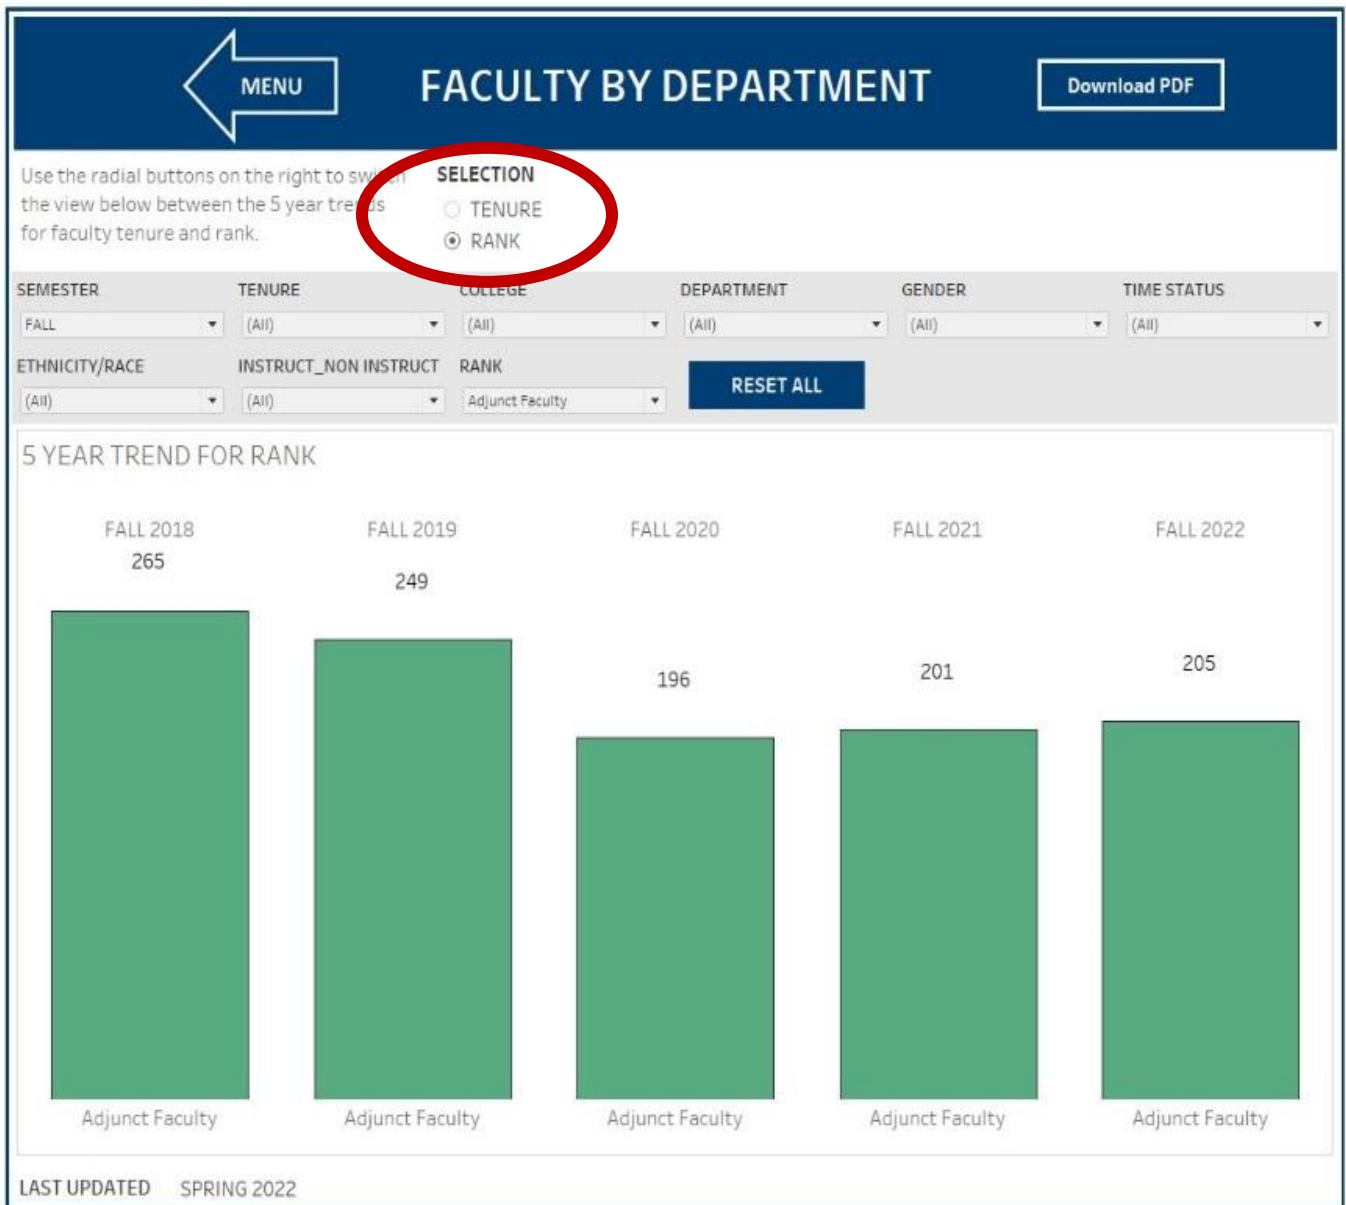 MENU
FACULTY BY DEPARTMENT
Download PDF
Use the radial buttons on the right to switch
the view below between the 5 year trends
for faculty tenure and rank.
SELECTION
TENURE
RANK
SEMESTER TENURE COLLEGE DEPARTMENT GENDER TIME STATUS
FALL (All) (All) (All) (All) (All)
ETHNICITY/RACE INSTRUCT_NON INSTRUCT RANK
(All) (All) Adjunct Faculty
RESET ALL
5 YEAR TREND FOR RANK
FALL 2018 FALL 2019 FALL 2020 FALL 2021 FALL 2022
265 249 196 201 205
Adjunct Faculty Adjunct Faculty Adjunct Faculty Adjunct Faculty Adjunct Faculty
LAST UPDATED SPRING 2022